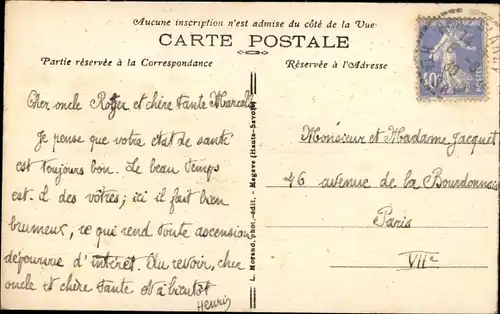 Aucune inscription n'est admise du côté de la Vue
CARTE POSTALE
Partie réservée à la Correspondance
Réservée à l'Adresse
Cher oncle Roger et chère tante Marcelle
Je pense que votre état de santé
est toujours bon. Le beau temps
est-il des vôtres; ici il fait bien
brumeux, ce qui rend toute ascension
dépourvue d'intérêt. Au revoir, cher
oncle et chère tante et à bientôt
Henri
L. Morand, phot.-édit. - Megève (Haute-Savoie)
Monsieur et Madame Jacquet
46 avenue de la Bourdonnais
Paris
VIIe
40c
POSTES